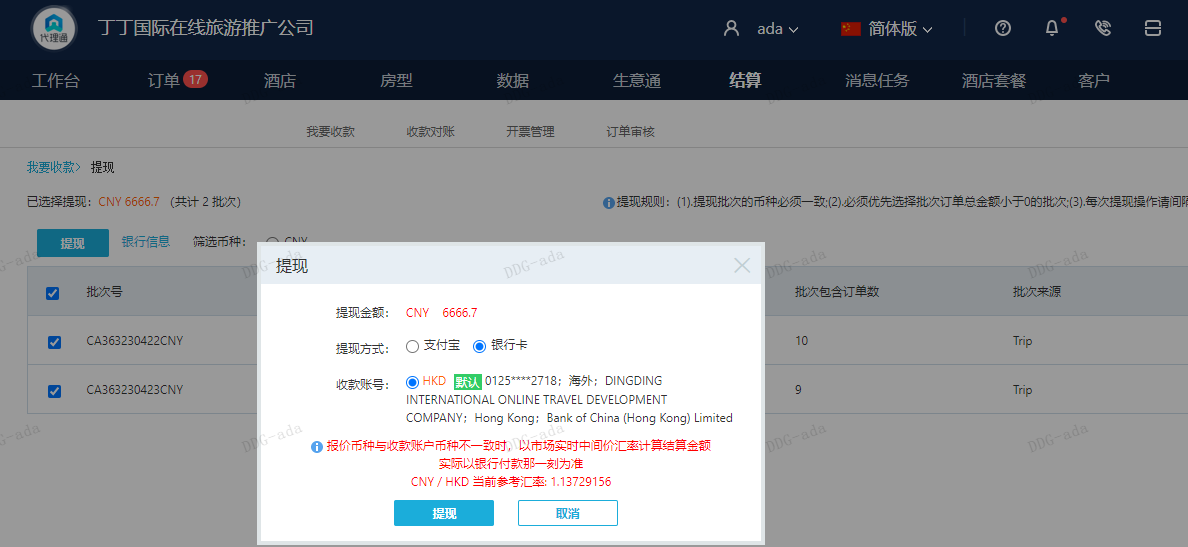 代理通
丁丁国际在线旅游推广公司
ada
简体版
工作台
订单 17
酒店
房型
数据
生意通
结算
消息任务
酒店套餐
客户
我要收款
收款对账
开票管理
订单审核
我要收款> 提现
已选择提现: CNY 6666.7 (共计 2 批次)
提现规则: (1).提现批次的币种必须一致;(2).必须优先选择批次订单总金额小于0的批次;(3).每次提现操作请间隔
提现
银行信息
筛选币种:
CNY
批次号
批次包含订单数
批次来源
CA363230422CNY
10
Trip
CA363230423CNY
9
Trip
提现
提现金额: CNY 6666.7
提现方式: 支付宝 银行卡
收款账号: HKD 默认 0125****2718; 海外; DINGDING
INTERNATIONAL ONLINE TRAVEL DEVELOPMENT
COMPANY; Hong Kong; Bank of China (Hong Kong) Limited
报价币种与收款账户币种不一致时, 以市场实时中间价汇率计算结算金额
实际以银行付款那一刻为准
CNY / HKD 当前参考汇率: 1.13729156
提现
取消
DDG-ada
DDG-ada
DDG-ada
DDG-ada
DDG-ada
DDG-ada
DDG-ada